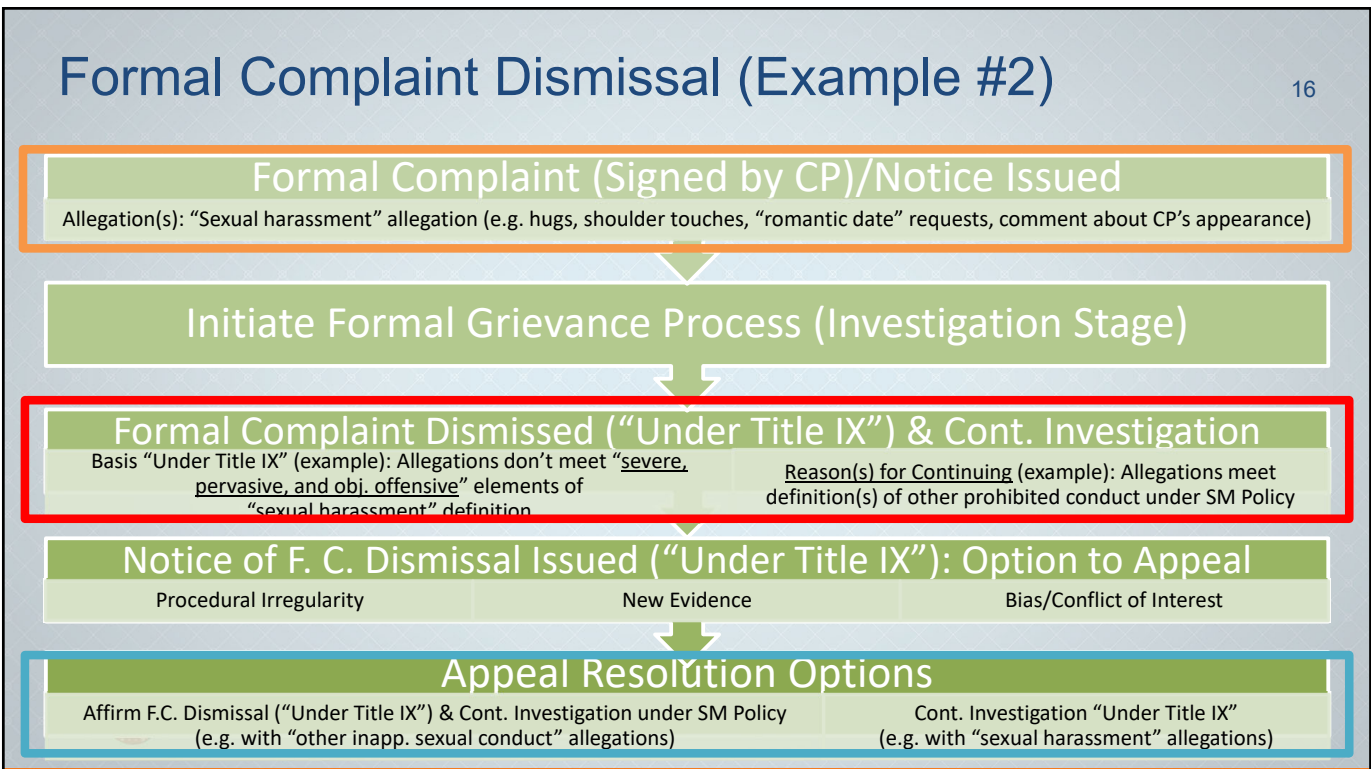 Formal Complaint Dismissal (Example #2)
16
Formal Complaint (Signed by CP)/Notice Issued
Allegation(s): “Sexual harassment” allegation (e.g. hugs, shoulder touches, “romantic date” requests, comment about CP’s appearance)
Initiate Formal Grievance Process (Investigation Stage)
Formal Complaint Dismissed (“Under Title IX”) & Cont. Investigation
Basis “Under Title IX” (example): Allegations don’t meet “severe,
pervasive, and obj. offensive” elements of
“sexual harassment” definition
Reason(s) for Continuing (example): Allegations meet
definition(s) of other prohibited conduct under SM Policy
Notice of F. C. Dismissal Issued (“Under Title IX”): Option to Appeal
Procedural Irregularity
New Evidence
Bias/Conflict of Interest
Appeal Resolution Options
Affirm F.C. Dismissal (“Under Title IX”) & Cont. Investigation under SM Policy
(e.g. with “other inapp. sexual conduct” allegations)
Cont. Investigation “Under Title IX”
(e.g. with “sexual harassment” allegations)